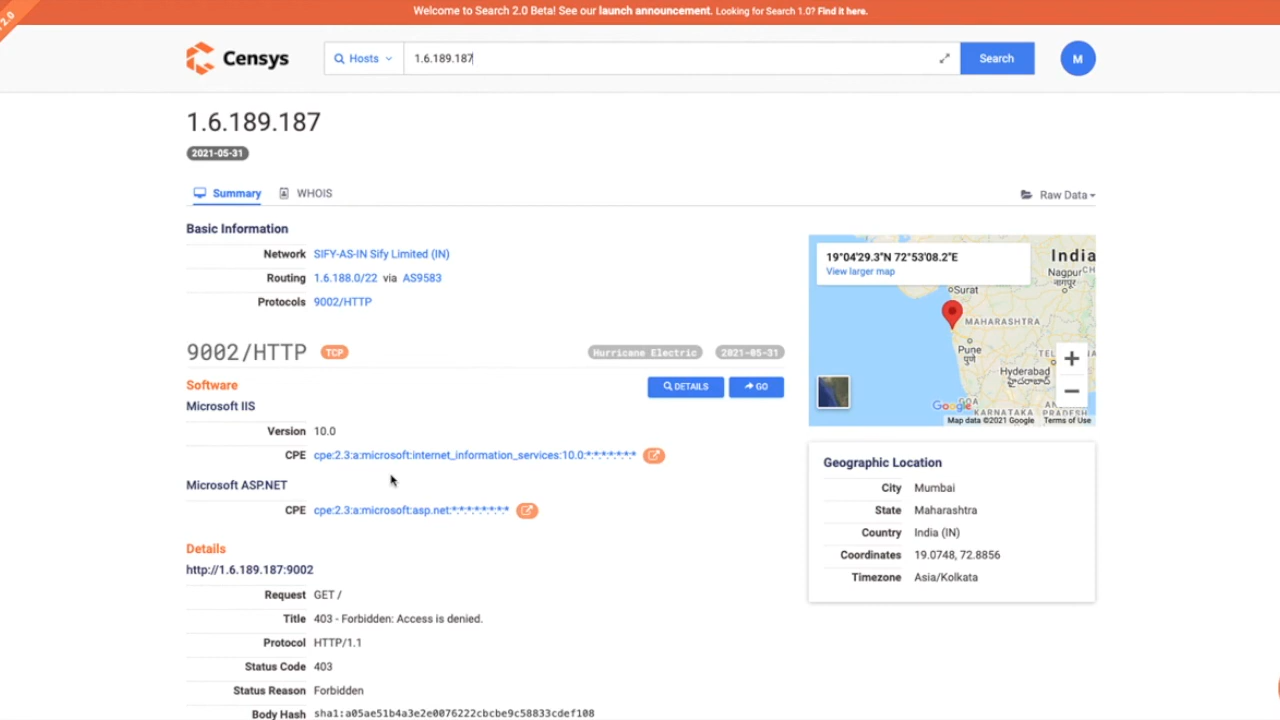 2.0
Welcome to Search 2.0 Beta! See our launch announcement. Looking for Search 1.0? Find it here.
Censys
Hosts
1.6.189.187
Search
M
1.6.189.187
2021-05-31
Summary
WHOIS
Raw Data
Basic Information
Network SIFY-AS-IN Sify Limited (IN)
Routing 1.6.188.0/22 via AS9583
Protocols 9002/HTTP
9002/HTTP TCP Hurricane Electric 2021-05-31
Software DETAILS GO
Microsoft IIS
Version 10.0
CPE cpe:2.3:a:microsoft:internet_information_services:10.0:*:*:*:*:*:*:*
Microsoft ASP.NET
CPE cpe:2.3:a:microsoft:asp.net:*:*:*:*:*:*:*:*
Details
http://1.6.189.187:9002
Request GET /
Title 403 - Forbidden: Access is denied.
Protocol HTTP/1.1
Status Code 403
Status Reason Forbidden
Body Hash sha1:a05ae51b4a3e2e0076222cbcbe9c58833cdef108
19°04'29.3"N 72°53'08.2"E
View larger map
India
Nagpur
नागपुर
Surat
MAHARASHTRA
Pune
पुणे
Hyderabad
హైదరాబాద్
GOA
KARNATAKA
Google
Map data ©2021 Google Terms of Use
Geographic Location
City Mumbai
State Maharashtra
Country India (IN)
Coordinates 19.0748, 72.8856
Timezone Asia/Kolkata